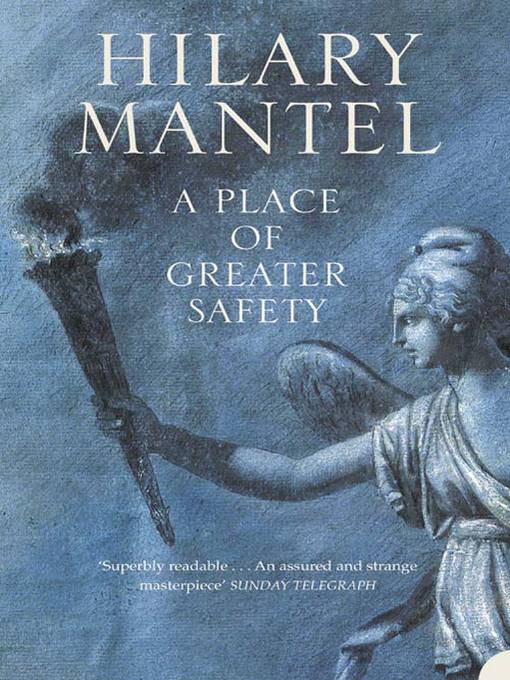 HILARY
MANTEL
A PLACE
OF
GREATER
SAFETY
‘Superbly readable . . . An assured and strange
masterpiece’ SUNDAY TELEGRAPH